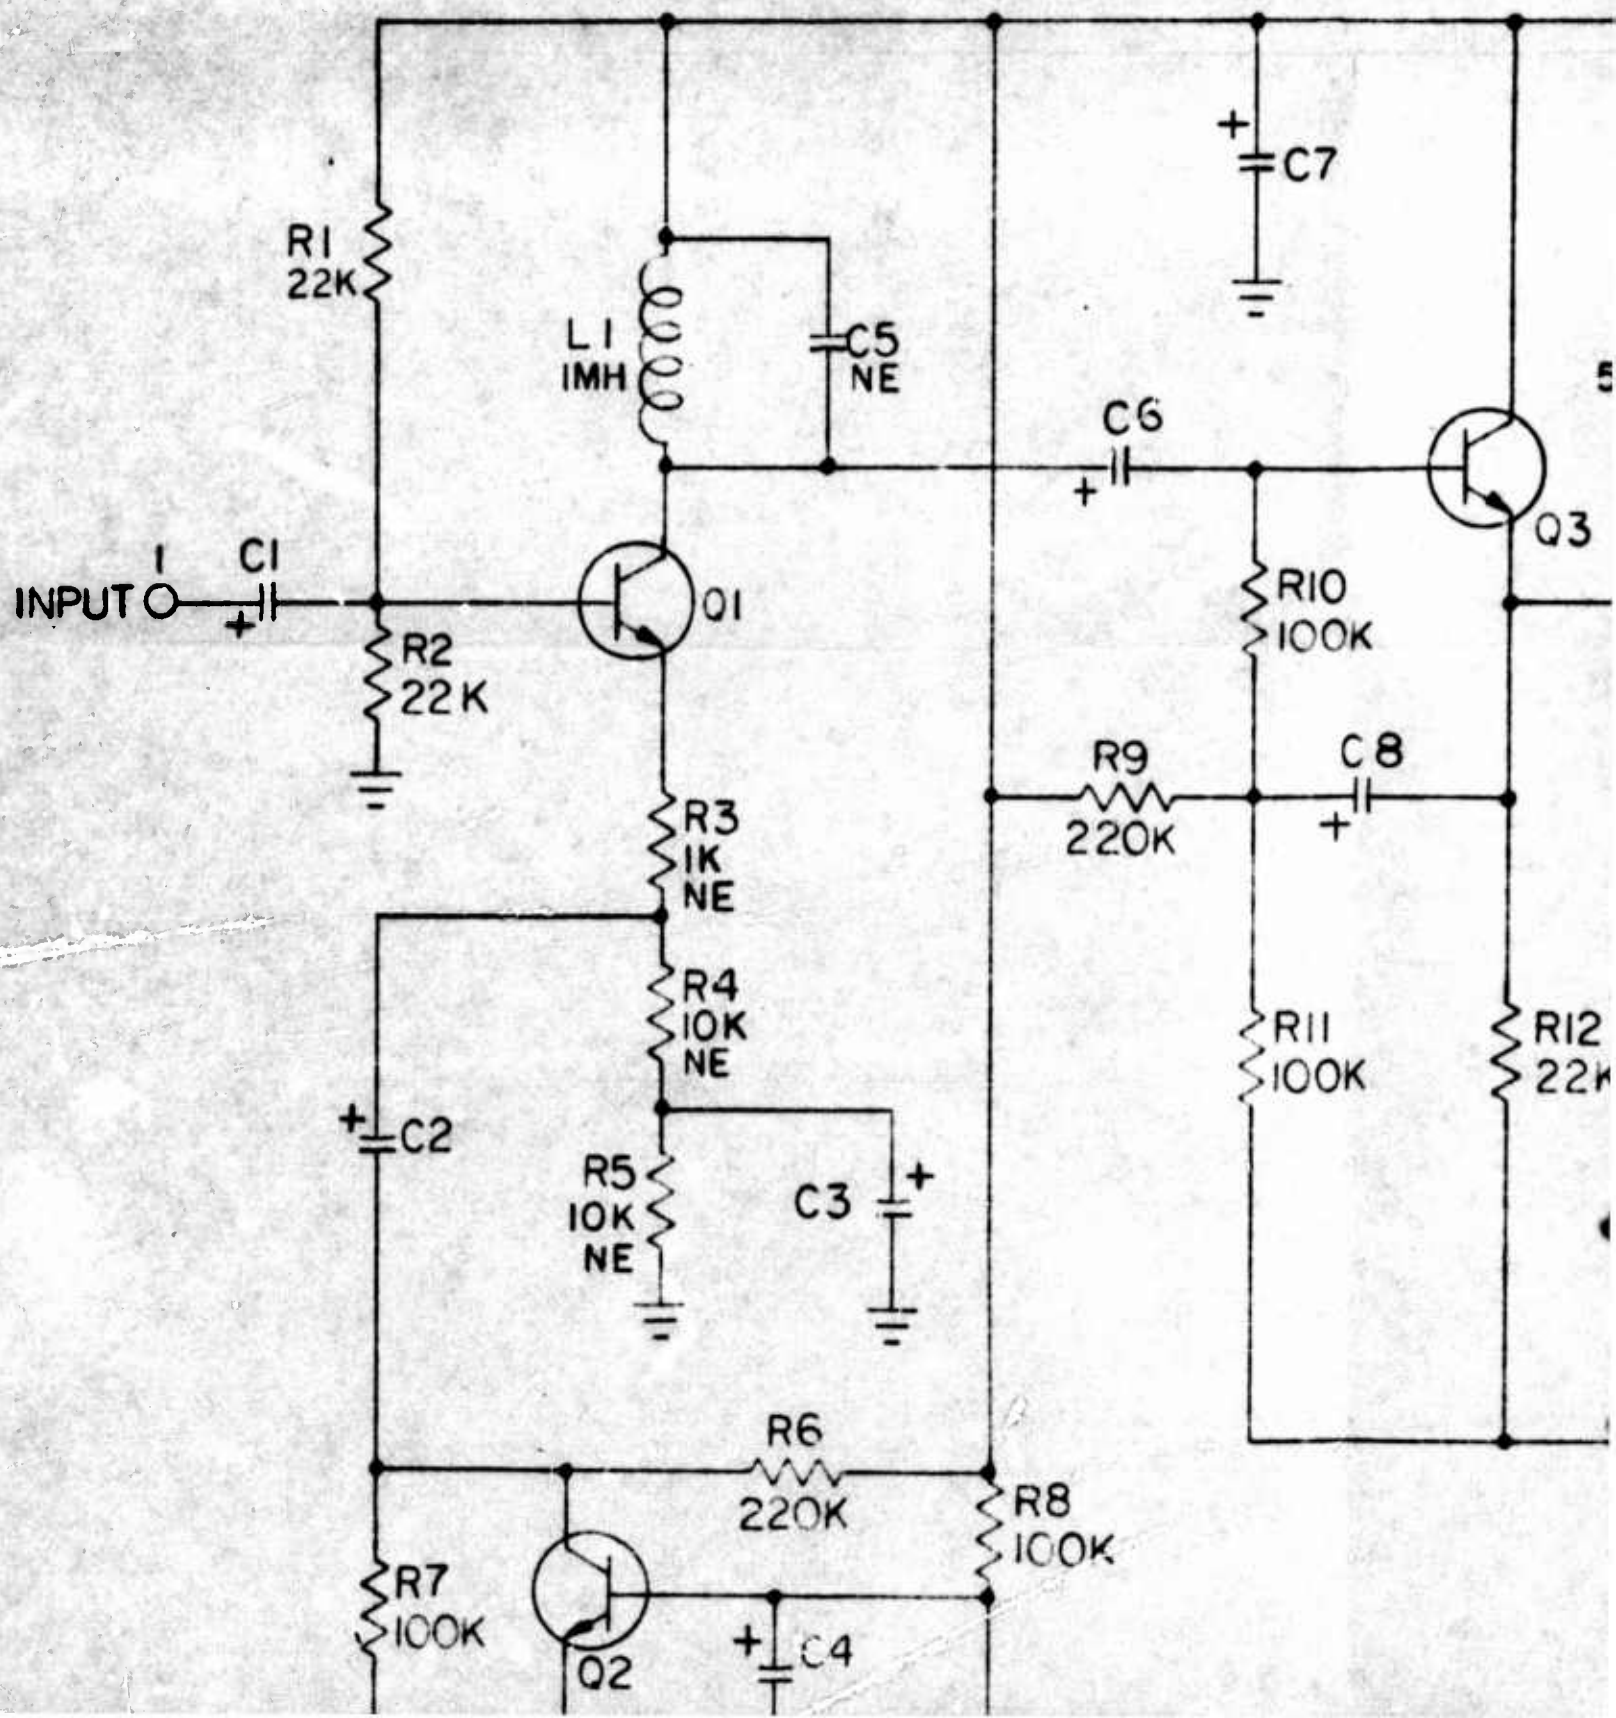 +
C7
R1
22K
L1
1MH
C5
NE
C6
+
Q3
1
C1
INPUT
+
Q1
R2
22K
R10
100K
R9
220K
C8
+
R3
1K
NE
R4
10K
NE
R11
100K
R12
22K
+
C2
R5
10K
NE
C3
+
R6
220K
R8
100K
R7
100K
Q2
+
C4